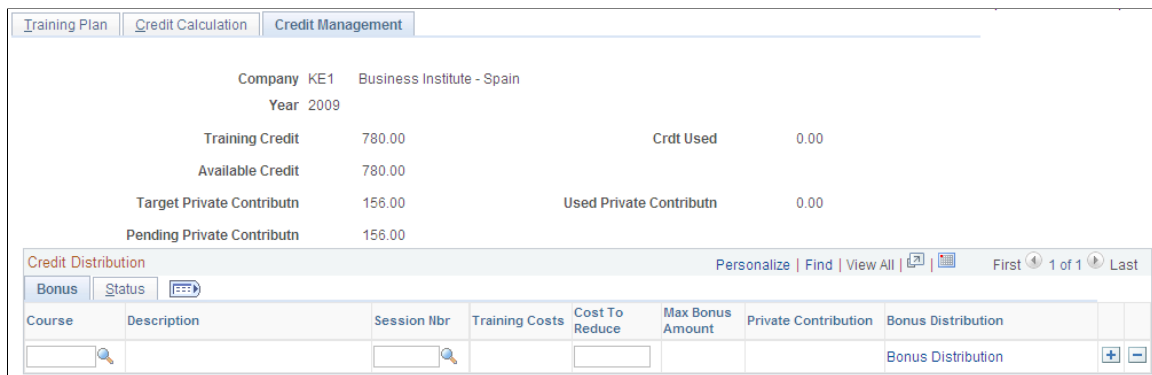 Training Plan Credit Calculation Credit Management
Company KE1 Business Institute - Spain
Year 2009
Training Credit 780.00 Crdt Used 0.00
Available Credit 780.00
Target Private Contributn 156.00 Used Private Contributn 0.00
Pending Private Contributn 156.00
Credit Distribution Personalize | Find | View All | | First 1 of 1 Last
Bonus Status
Course Description Session Nbr Training Costs Cost To Reduce Max Bonus Amount Private Contribution Bonus Distribution
Bonus Distribution